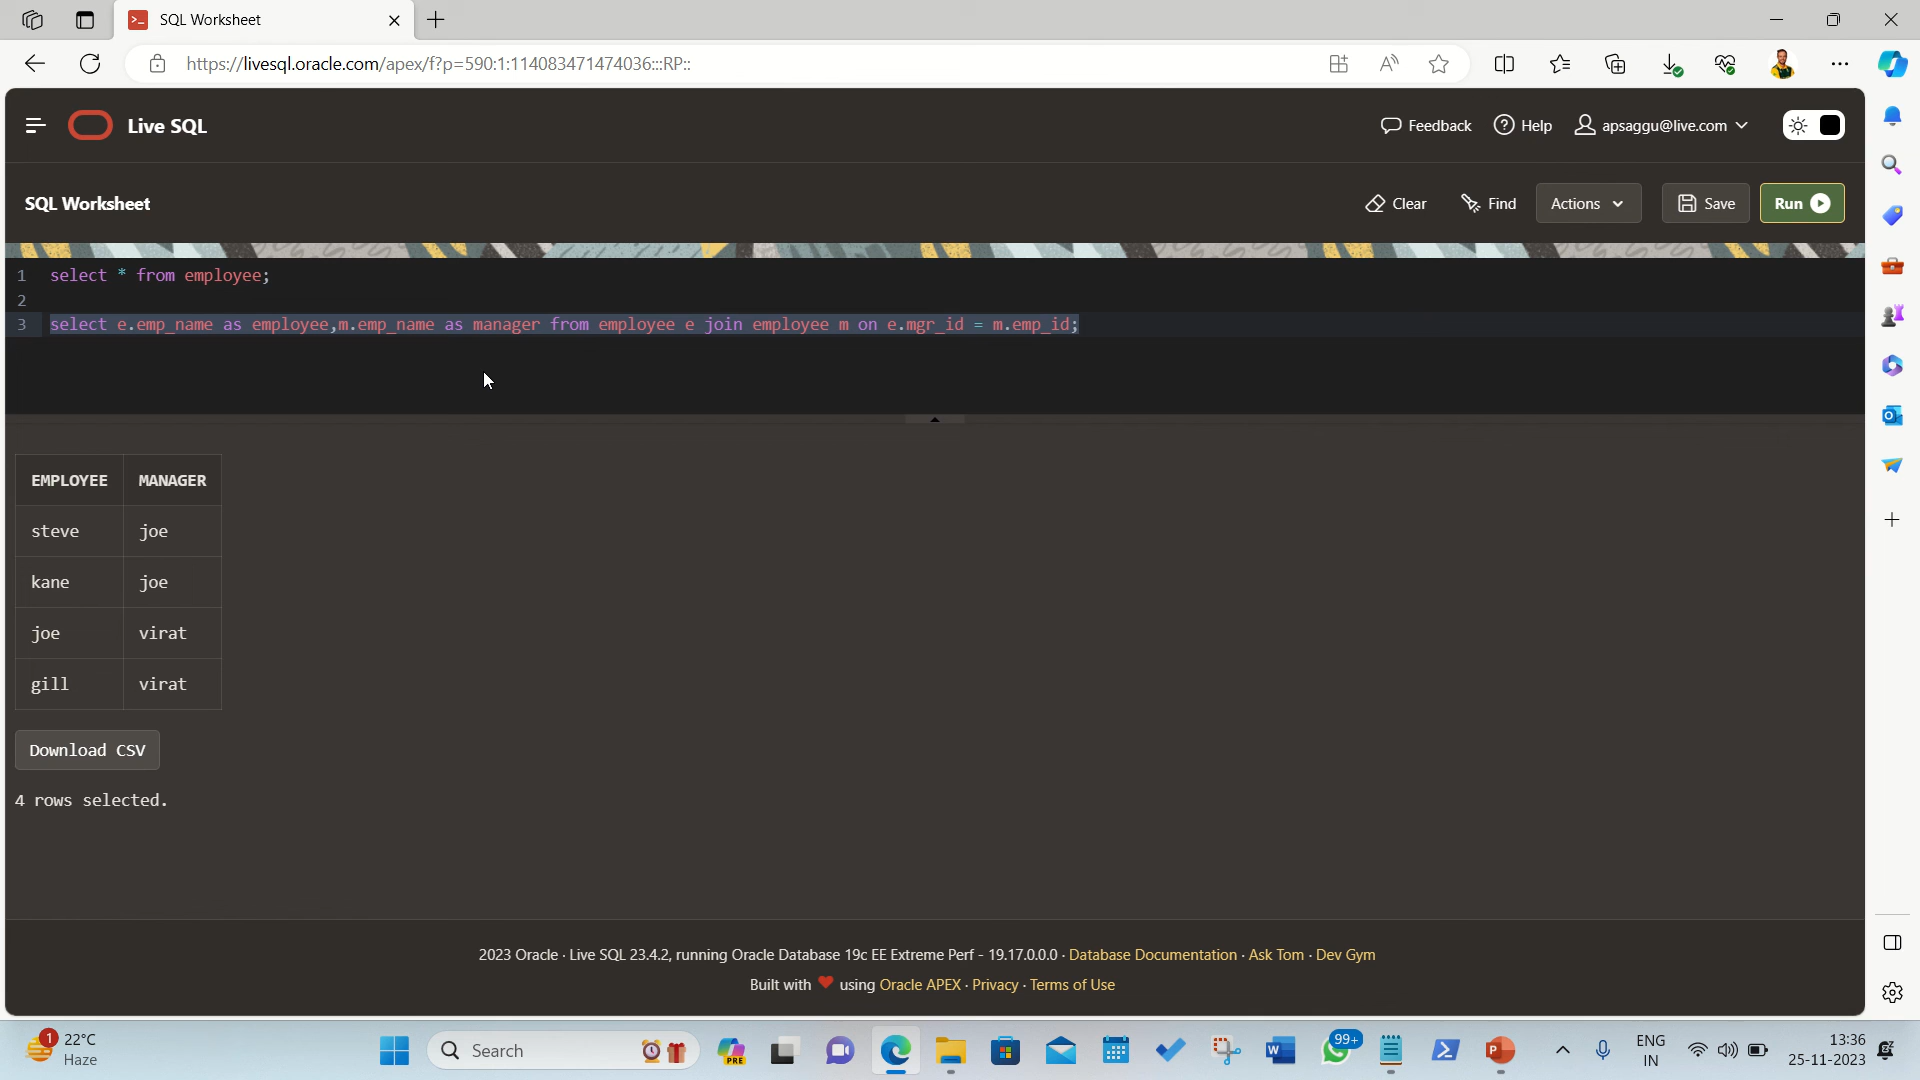 SQL Worksheet
https://livesql.oracle.com/apex/f?p=590:1:114083471474036:::RP::
Live SQL
Feedback
Help
apsaggu@live.com
SQL Worksheet
Clear
Find
Actions
Save
Run
1 select * from employee;
2
3 select e.emp_name as employee,m.emp_name as manager from employee e join employee m on e.mgr_id = m.emp_id;
EMPLOYEE MANAGER
steve joe
kane joe
joe virat
gill virat
Download CSV
4 rows selected.
2023 Oracle · Live SQL 23.4.2, running Oracle Database 19c EE Extreme Perf - 19.17.0.0.0 · Database Documentation · Ask Tom · Dev Gym
Built with ❤ using Oracle APEX · Privacy · Terms of Use
1
22°C
Haze
Search
PRE
99+
ENG
IN
13:36
25-11-2023